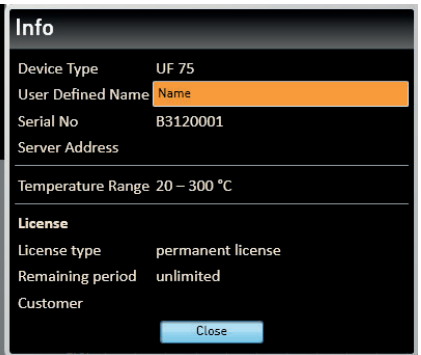 Info
Device Type UF 75
User Defined Name Name
Serial No B3120001
Server Address
Temperature Range 20 – 300 °C
License
License type permanent license
Remaining period unlimited
Customer
Close